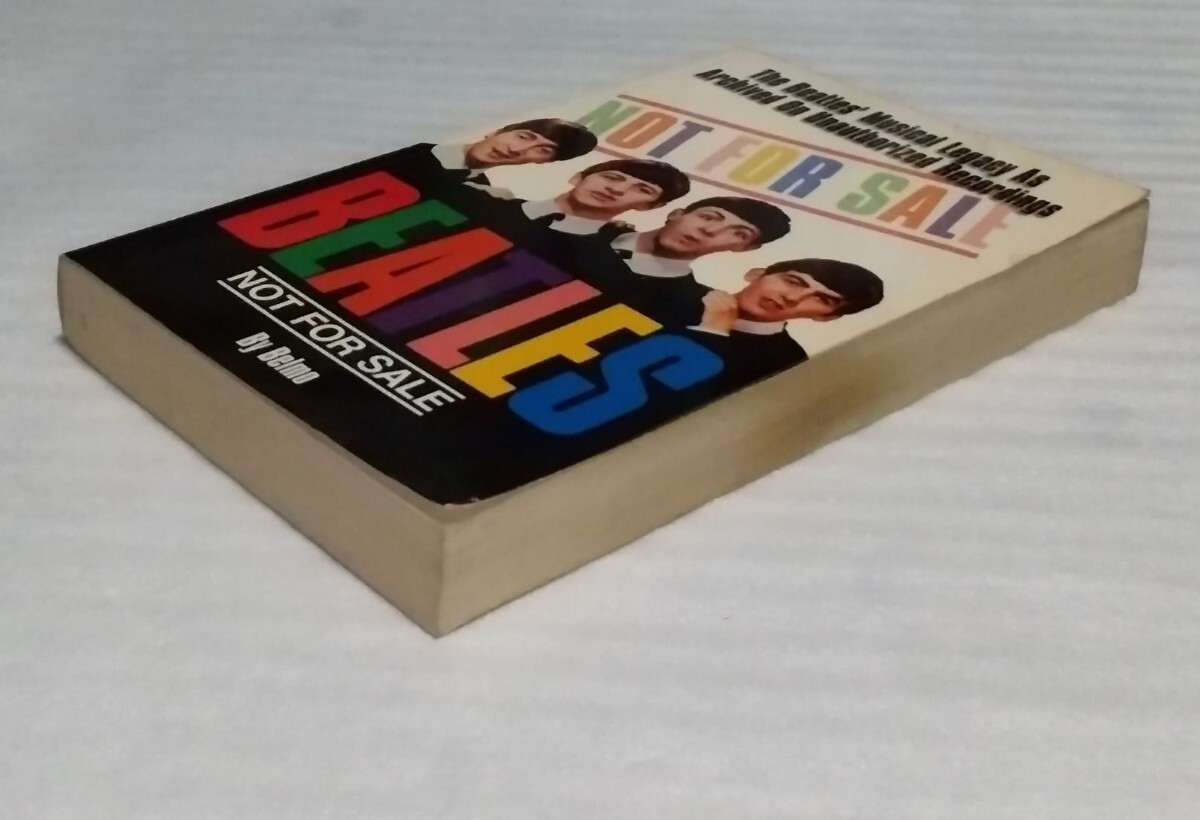 The Beatles' Musical Legacy As
Archived On Unauthorized Recordings
NOT FOR SALE
BEATLES
NOT FOR SALE
By Belmo